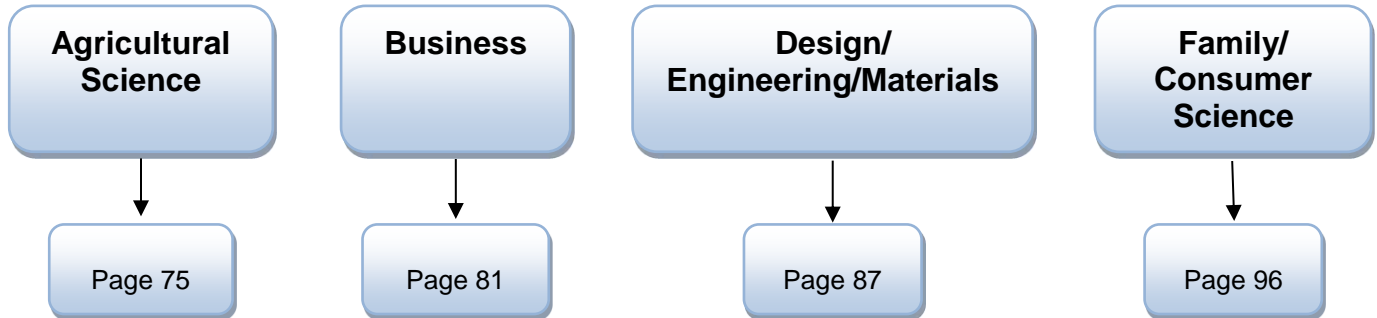 Agricultural
Science
Business
Design/
Engineering/Materials
Family/
Consumer
Science
Page 75
Page 81
Page 87
Page 96